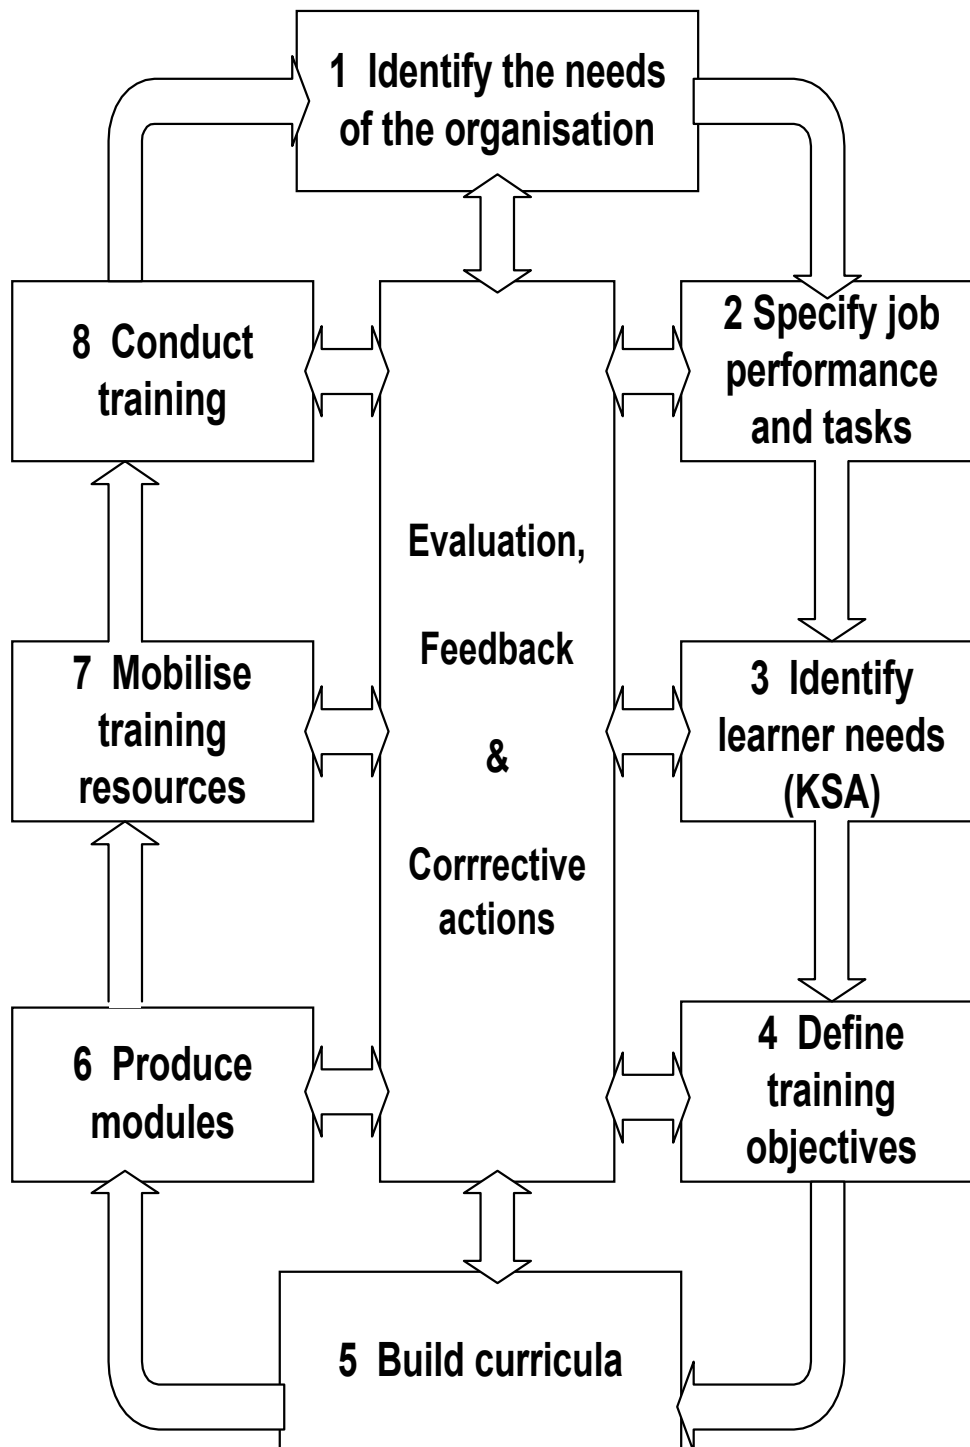 1 Identify the needs
of the organisation
2 Specify job
performance
and tasks
3 Identify
learner needs
(KSA)
4 Define
training
objectives
5 Build curricula
6 Produce
modules
7 Mobilise
training
resources
8 Conduct
training
Evaluation,
Feedback
&
Corrrective
actions